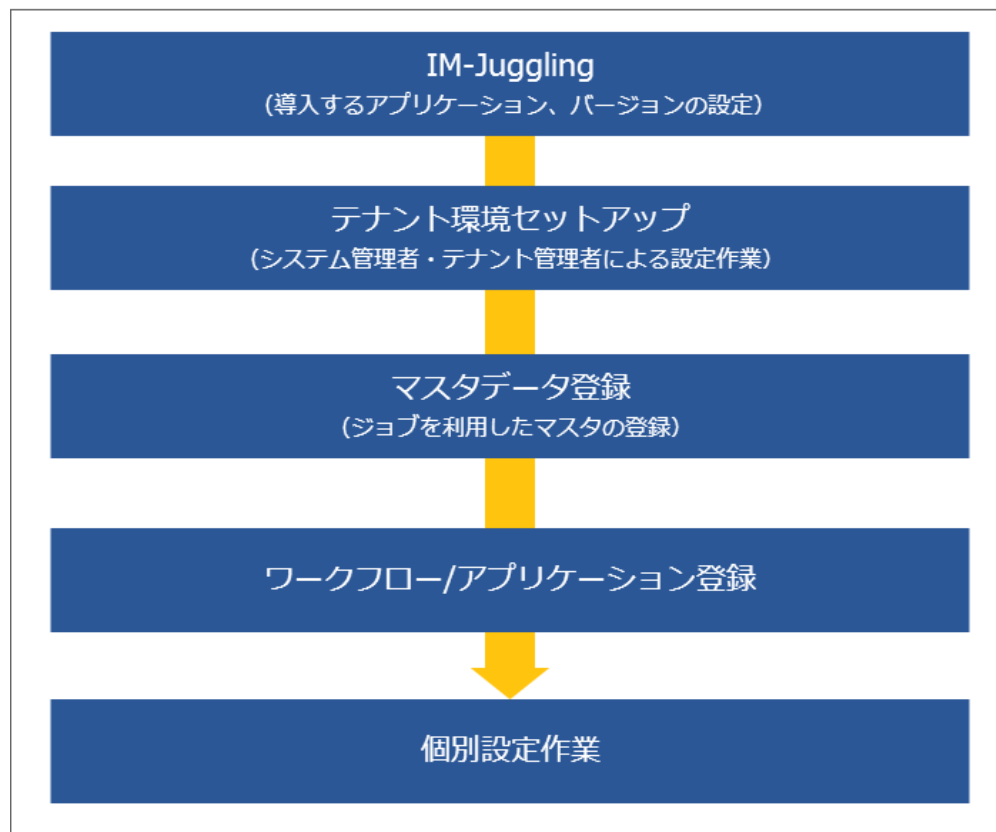 IM-Juggling
(導入するアプリケーション、バージョンの設定)
テナント環境セットアップ
(システム管理者・テナント管理者による設定作業)
マスタデータ登録
(ジョブを利用したマスタの登録)
ワークフロー/アプリケーション登録
個別設定作業